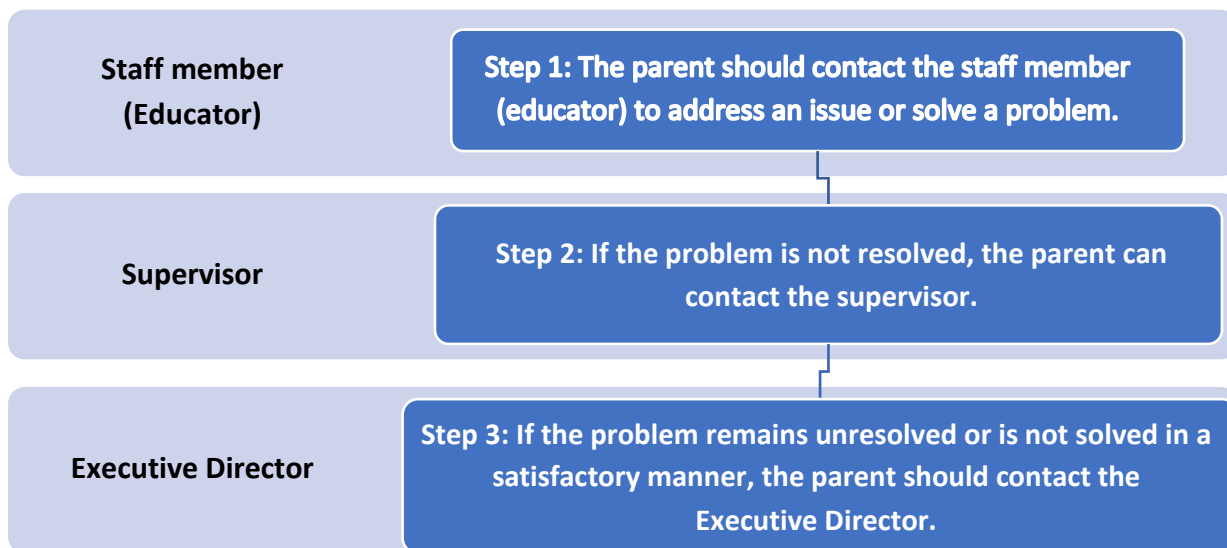 Staff member
(Educator)
Step 1: The parent should contact the staff member
(educator) to address an issue or solve a problem.
Supervisor
Step 2: If the problem is not resolved, the parent can
contact the supervisor.
Executive Director
Step 3: If the problem remains unresolved or is not solved in a
satisfactory manner, the parent should contact the
Executive Director.